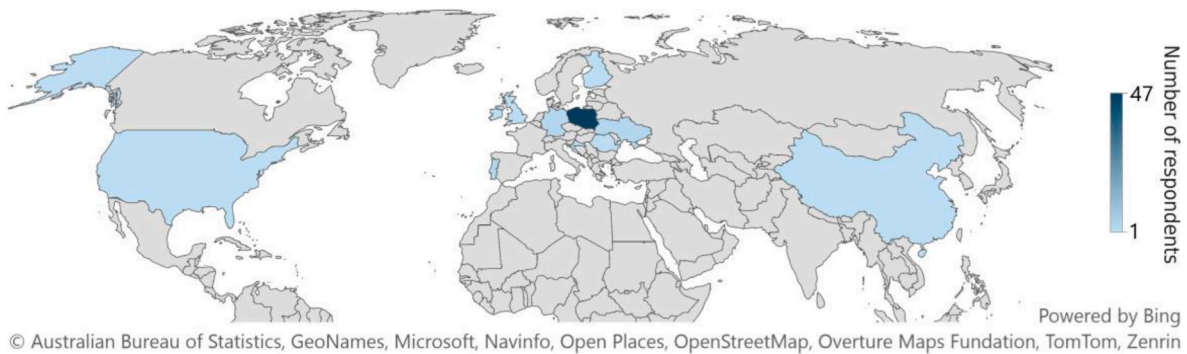 Number of respondents
47
1
Powered by Bing
© Australian Bureau of Statistics, GeoNames, Microsoft, Navinfo, Open Places, OpenStreetMap, Overture Maps Fundation, TomTom, Zenrin